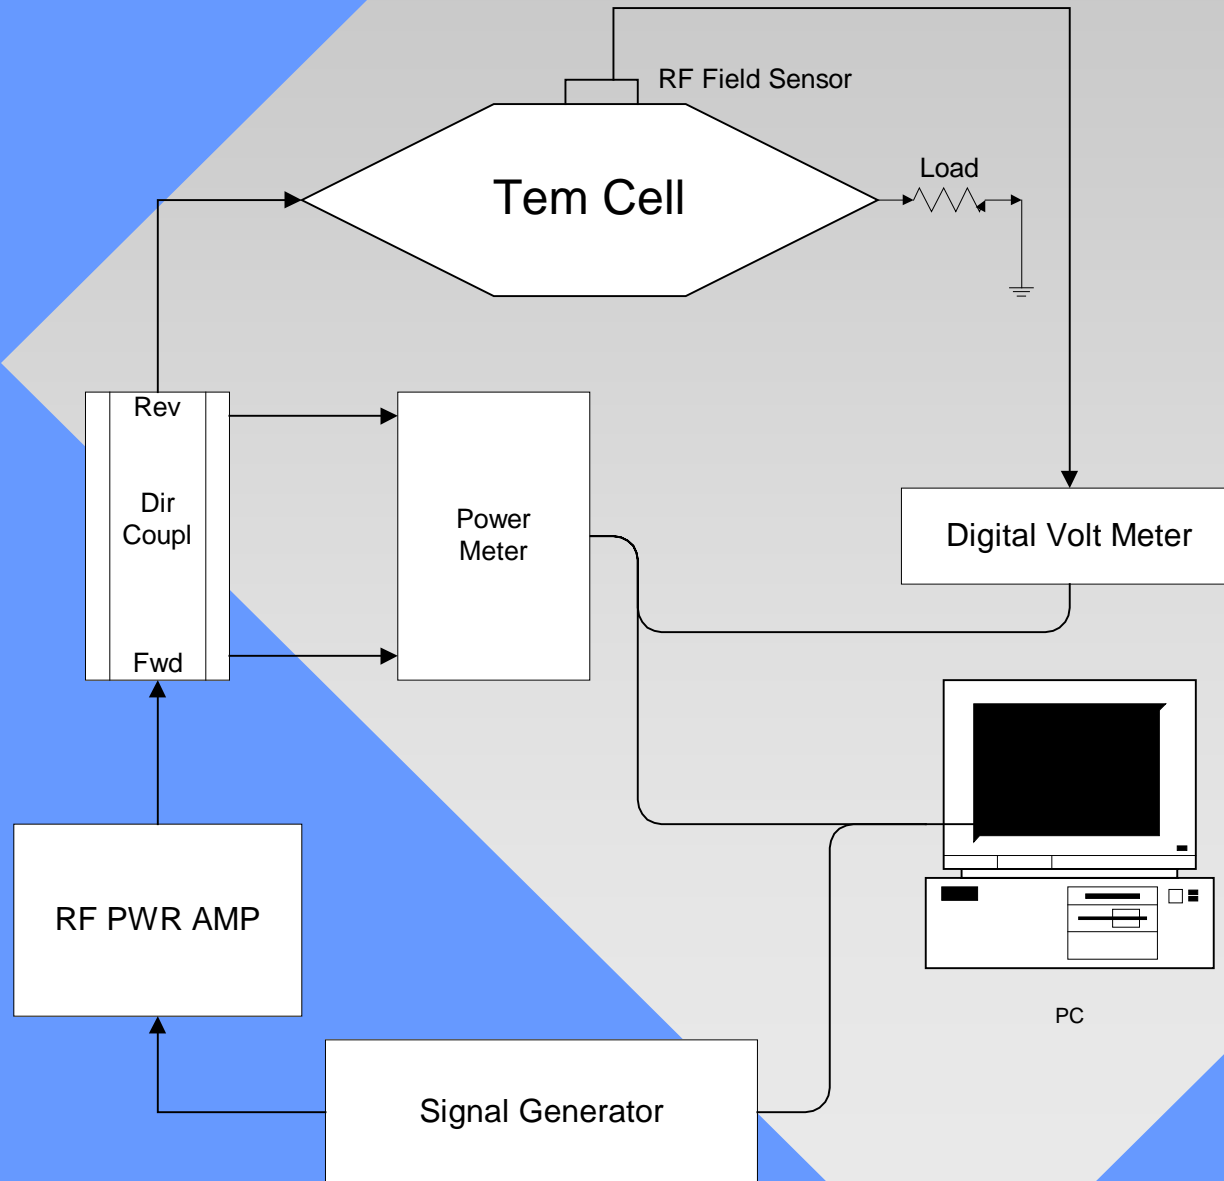 RF Field Sensor
Tem Cell
Load
Rev
Dir
Coupl
Fwd
Power
Meter
Digital Volt Meter
RF PWR AMP
PC
Signal Generator